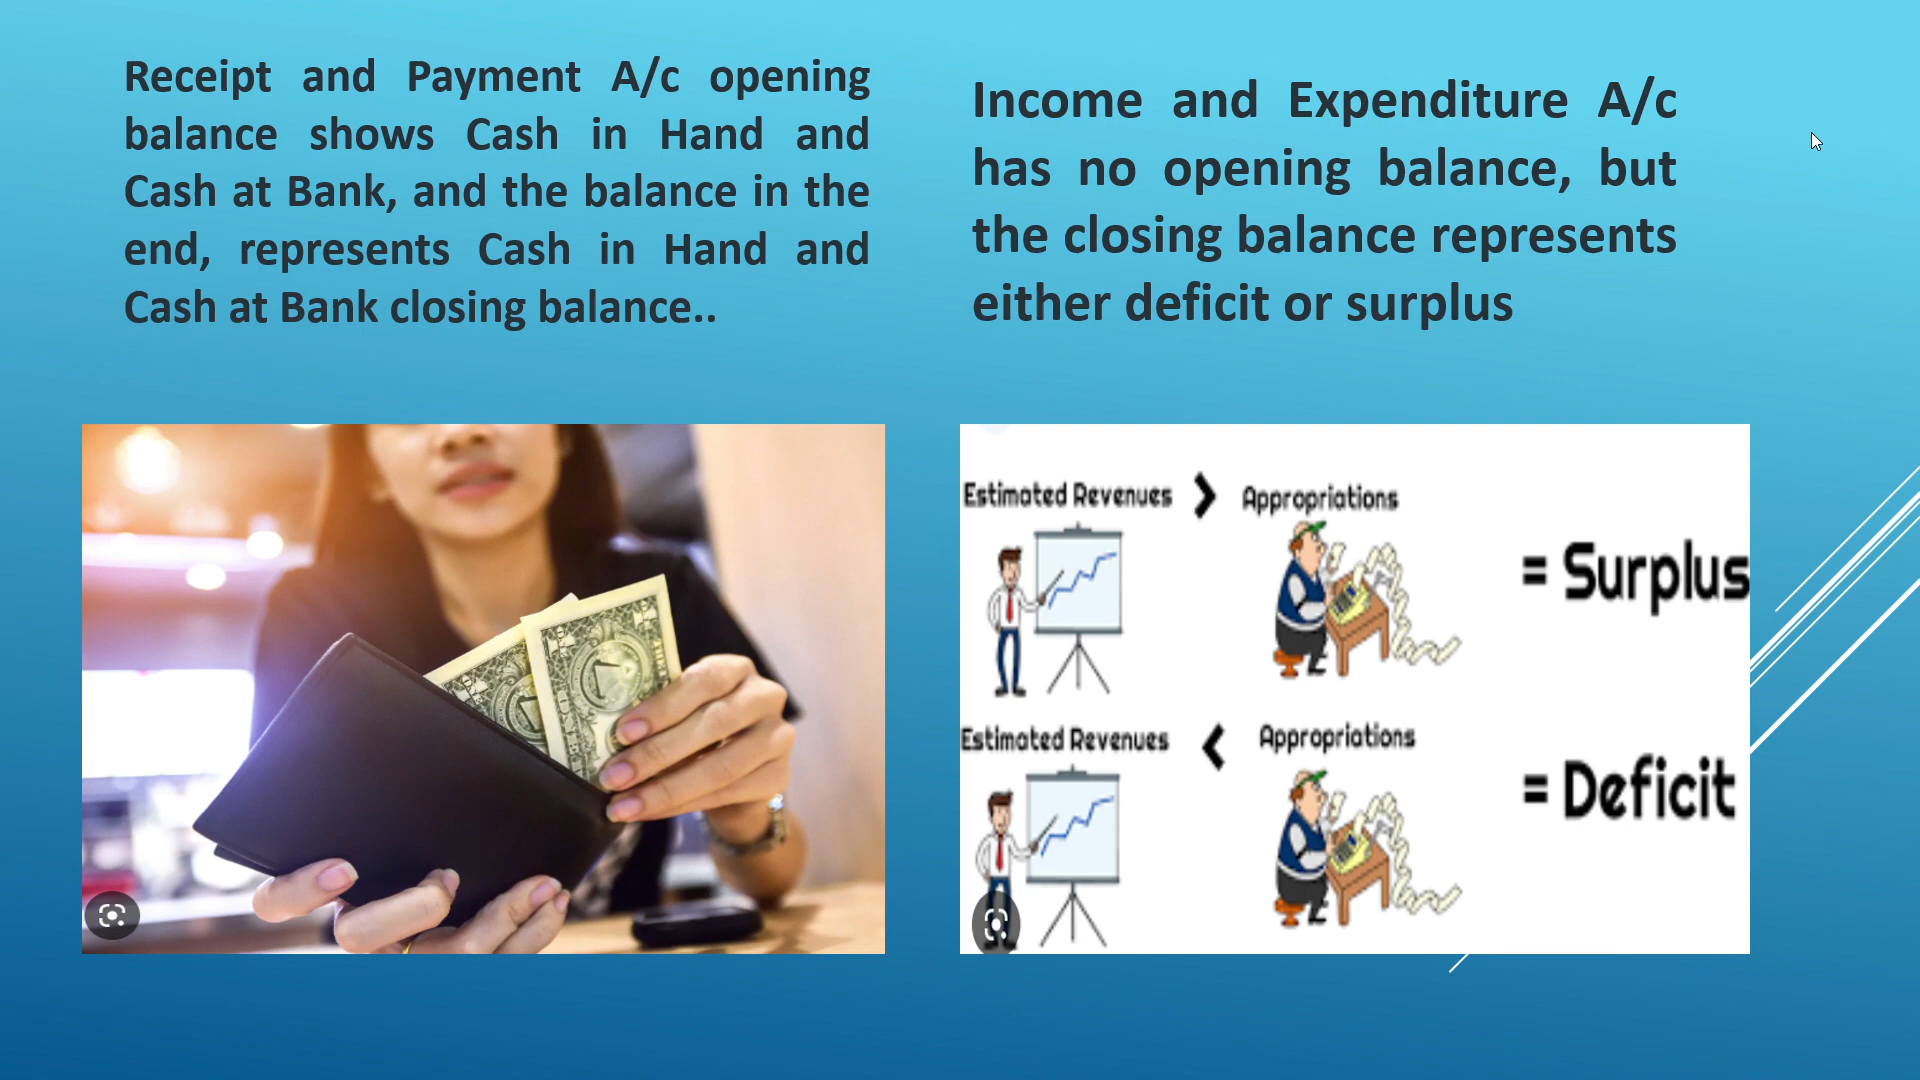 Receipt and Payment A/c opening
balance shows Cash in Hand and
Cash at Bank, and the balance in the
end, represents Cash in Hand and
Cash at Bank closing balance..
Income and Expenditure A/c
has no opening balance, but
the closing balance represents
either deficit or surplus
Estimated Revenues > Appropriations
= Surplus
Estimated Revenues < Appropriations
= Deficit